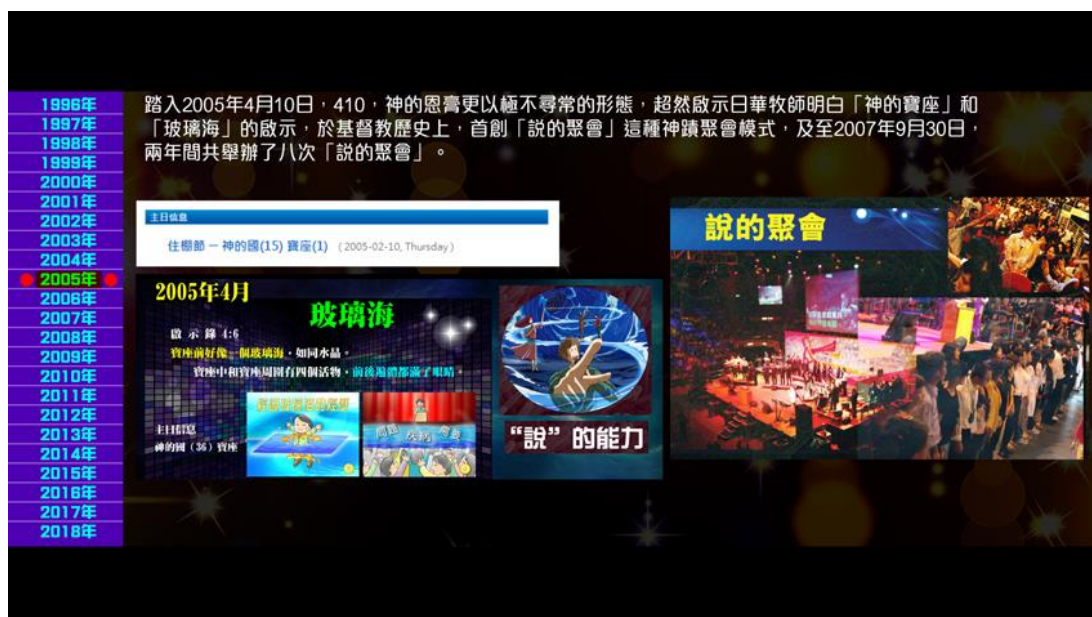 1996年
1997年
1998年
1999年
2000年
2001年
2002年
2003年
2004年
2005年
2006年
2007年
2008年
2009年
2010年
2011年
2012年
2013年
2014年
2015年
2016年
2017年
2018年
踏入2005年4月10日，410，神的恩膏更以極不尋常的形態，超然啟示日華牧師明白「神的寶座」和
「玻璃海」的啟示，於基督教歷史上，首創「說的聚會」這種神蹟聚會模式，及至2007年9月30日，
兩年間共舉辦了八次「說的聚會」。
主日信息
住棚節 － 神的國(15) 寶座(1) （2005-02-10, Thursday）
2005年4月
玻璃海
啟示錄 4:6
寶座前好像一個玻璃海，如同水晶。
寶座中和寶座周圍有四個活物，前後遍體都滿了眼睛。
主日信息
神的國（36）寶座
問題
疾病
“說”的能力
說的聚會